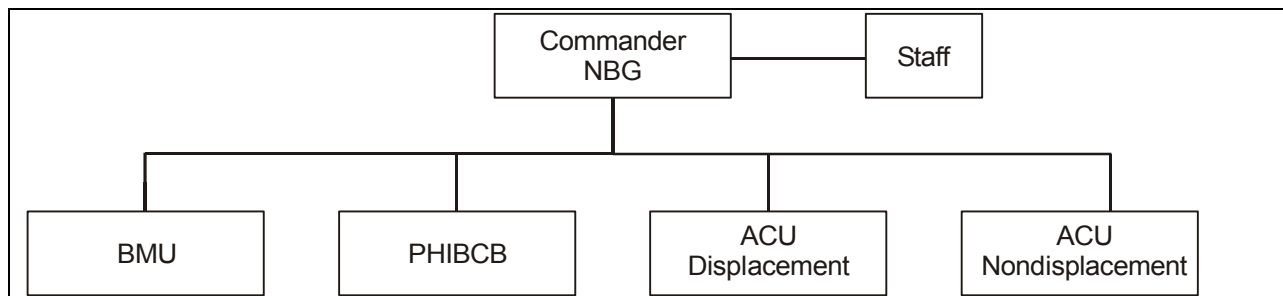 Commander
NBG
Staff
BMU
PHIBCB
ACU
Displacement
ACU
Nondisplacement